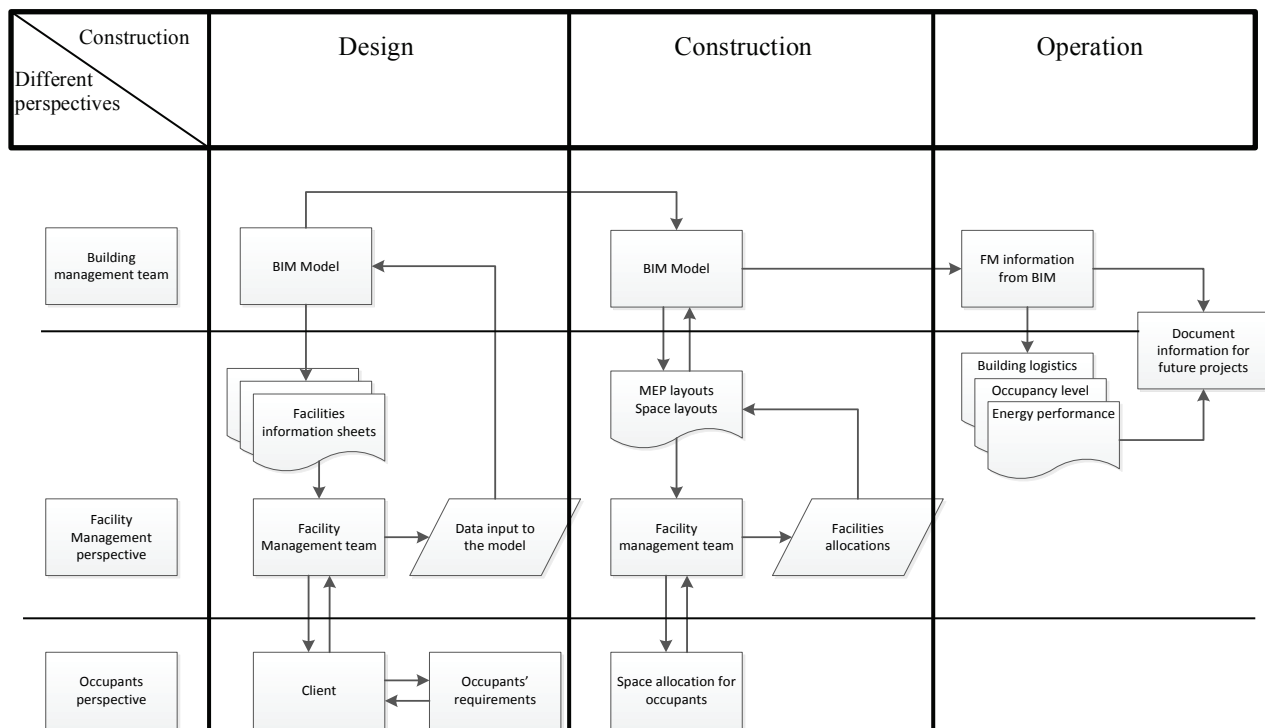 Construction
Different
perspectives
Design
Construction
Operation
Building
management team
BIM Model
BIM Model
FM information
from BIM
Document
information for
future projects
Facilities
information sheets
MEP layouts
Space layouts
Building logistics
Occupancy level
Energy performance
Facility
Management
perspective
Facility
Management team
Data input to
the model
Facility
management team
Facilities
allocations
Occupants
perspective
Client
Occupants’
requirements
Space allocation for
occupants